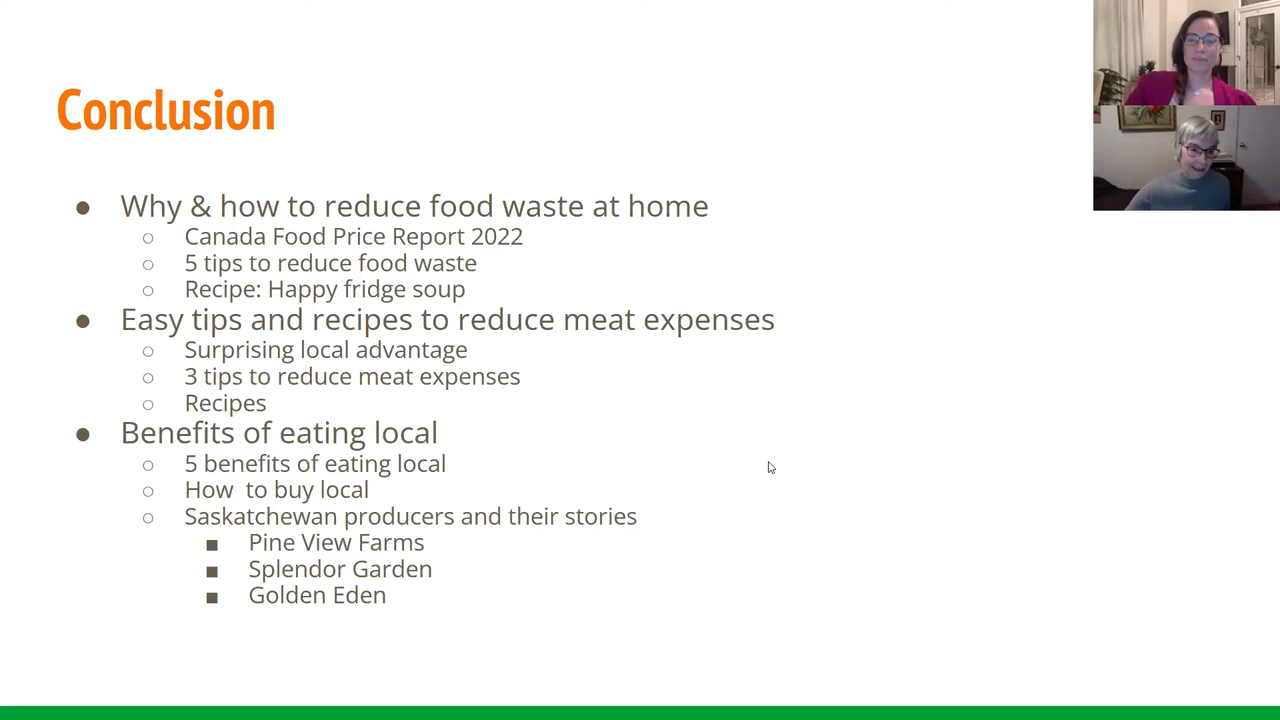 Conclusion
● Why & how to reduce food waste at home
○ Canada Food Price Report 2022
○ 5 tips to reduce food waste
○ Recipe: Happy fridge soup
● Easy tips and recipes to reduce meat expenses
○ Surprising local advantage
○ 3 tips to reduce meat expenses
○ Recipes
● Benefits of eating local
○ 5 benefits of eating local
○ How  to buy local
○ Saskatchewan producers and their stories
■ Pine View Farms
■ Splendor Garden
■ Golden Eden